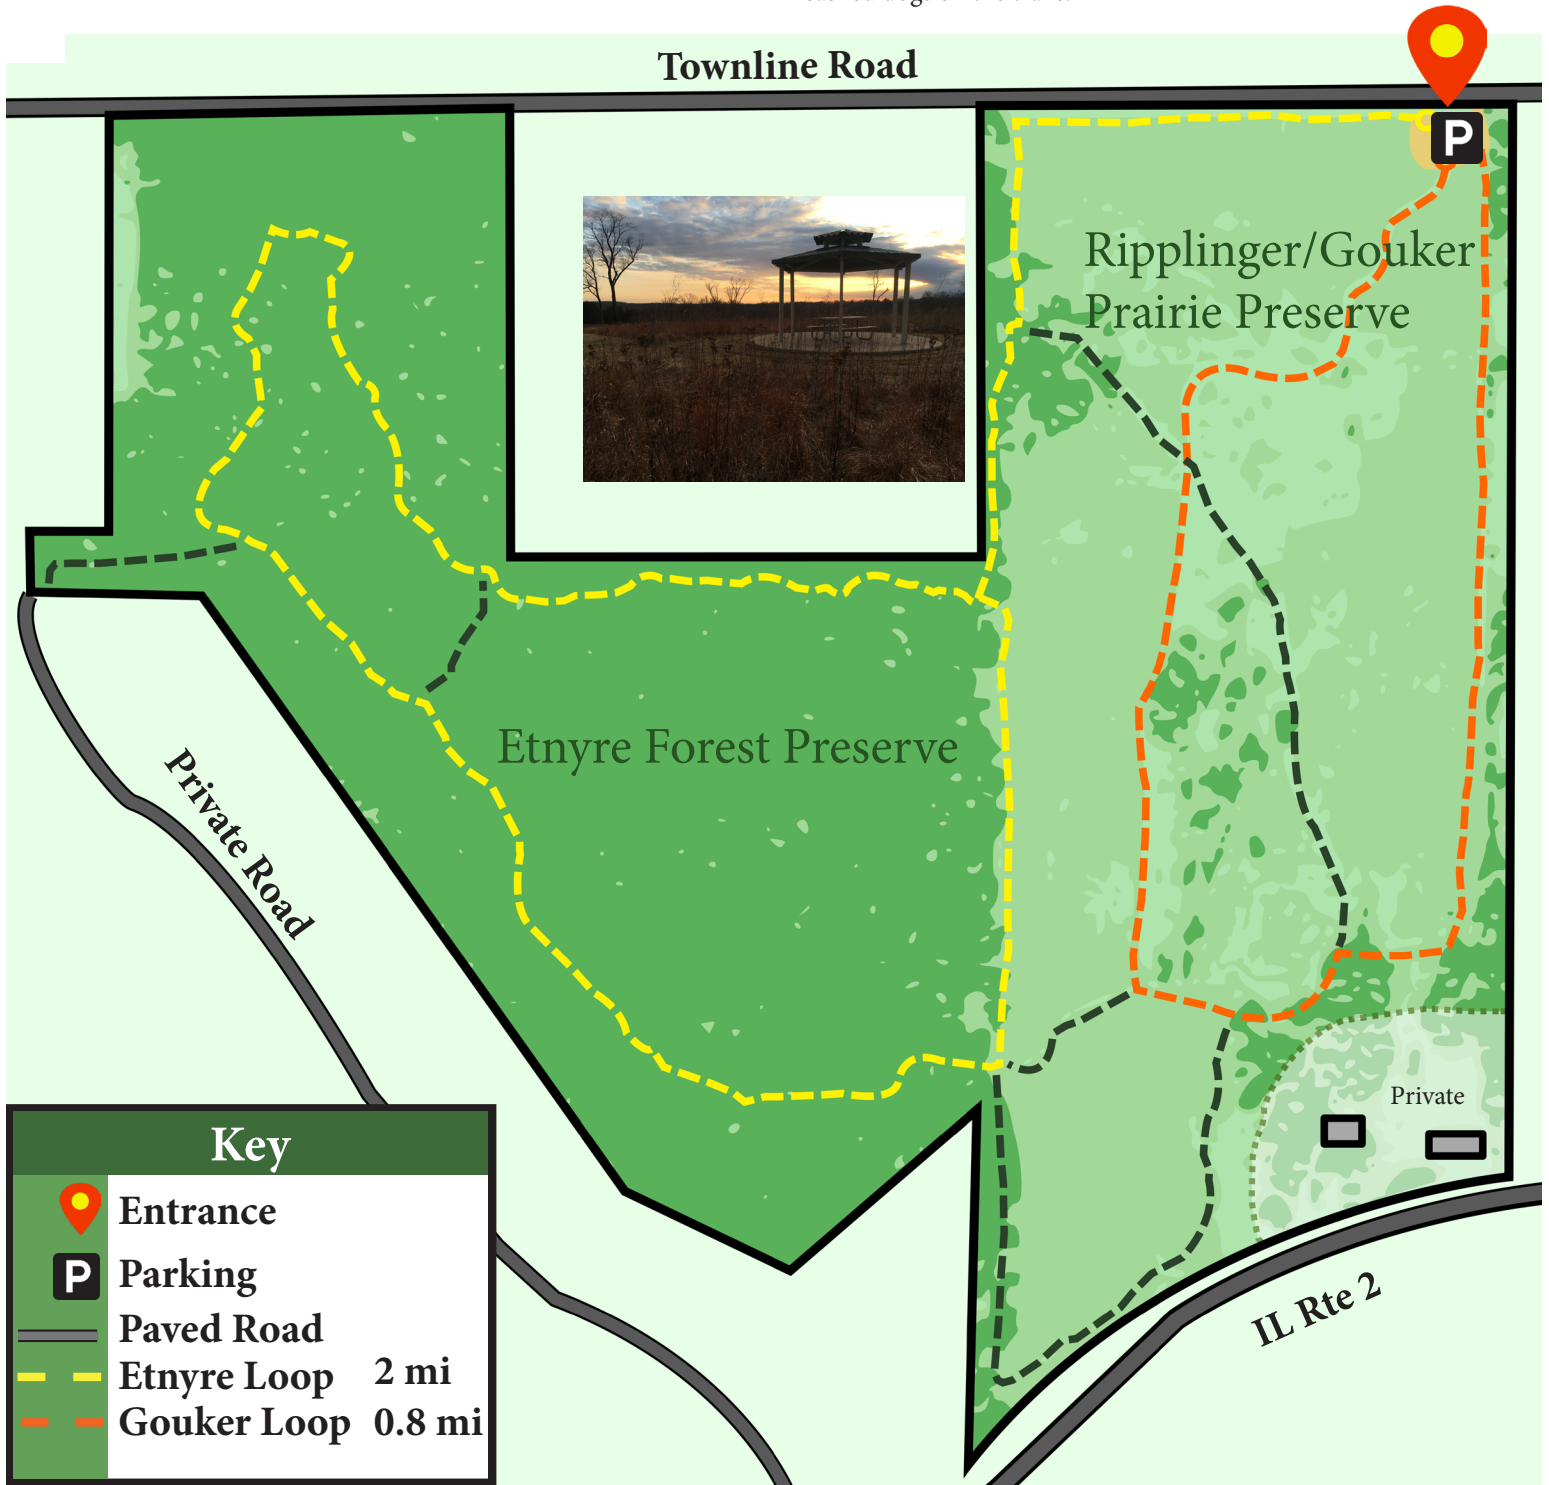 Townline Road
P
Ripplinger/Gouker
Prairie Preserve
Etnyre Forest Preserve
Private Road
Private
IL Rte 2
Key
Entrance
P Parking
Paved Road
Etnyre Loop 2 mi
Gouker Loop 0.8 mi